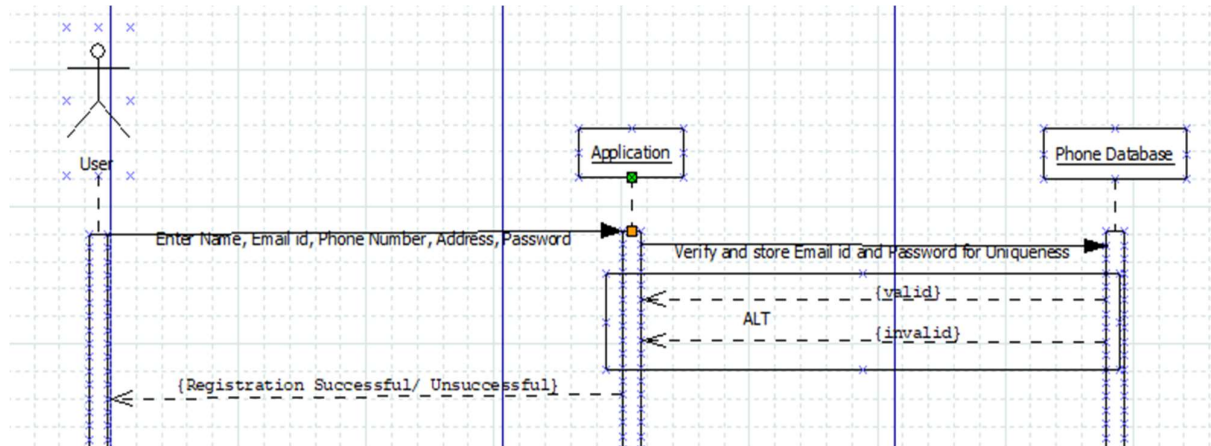 User
Application
Phone Database
Enter Name, Email id, Phone Number, Address, Password
Verify and store Email id and Password for Uniqueness
{valid}
ALT
{invalid}
{Registration Successful/ Unsuccessful}